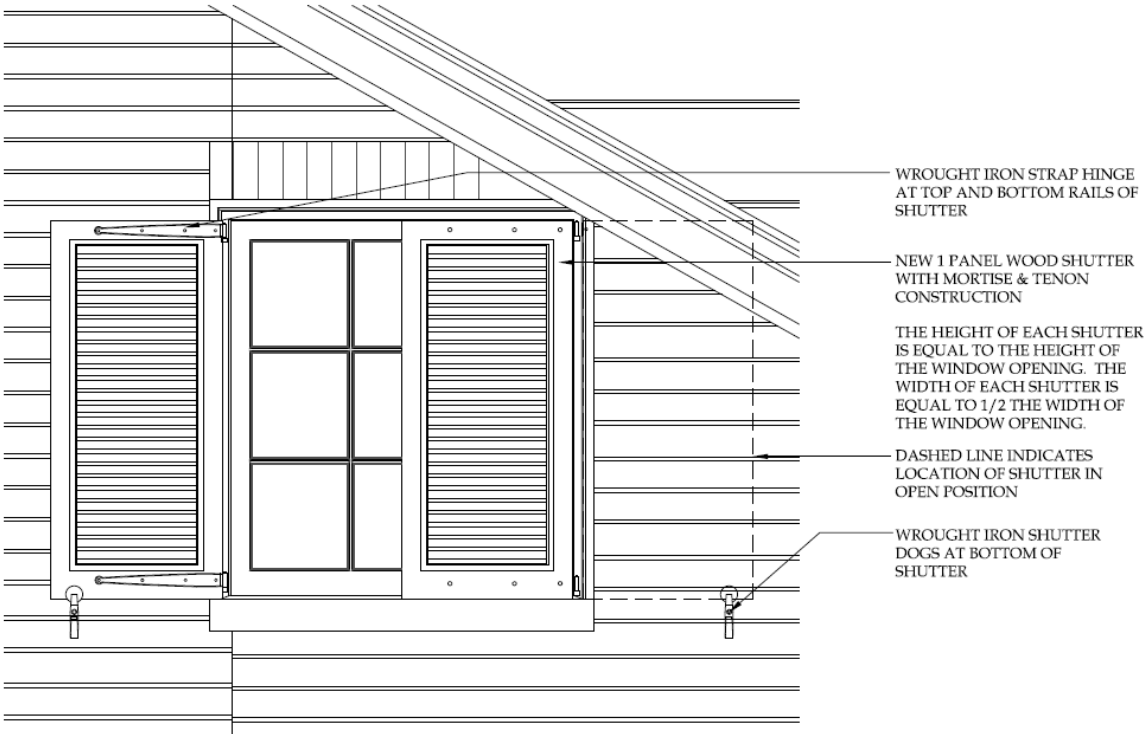 WROUGHT IRON STRAP HINGE
AT TOP AND BOTTOM RAILS OF
SHUTTER
NEW 1 PANEL WOOD SHUTTER
WITH MORTISE & TENON
CONSTRUCTION
THE HEIGHT OF EACH SHUTTER
IS EQUAL TO THE HEIGHT OF
THE WINDOW OPENING. THE
WIDTH OF EACH SHUTTER IS
EQUAL TO 1/2 THE WIDTH OF
THE WINDOW OPENING.
DASHED LINE INDICATES
LOCATION OF SHUTTER IN
OPEN POSITION
WROUGHT IRON SHUTTER
DOGS AT BOTTOM OF
SHUTTER